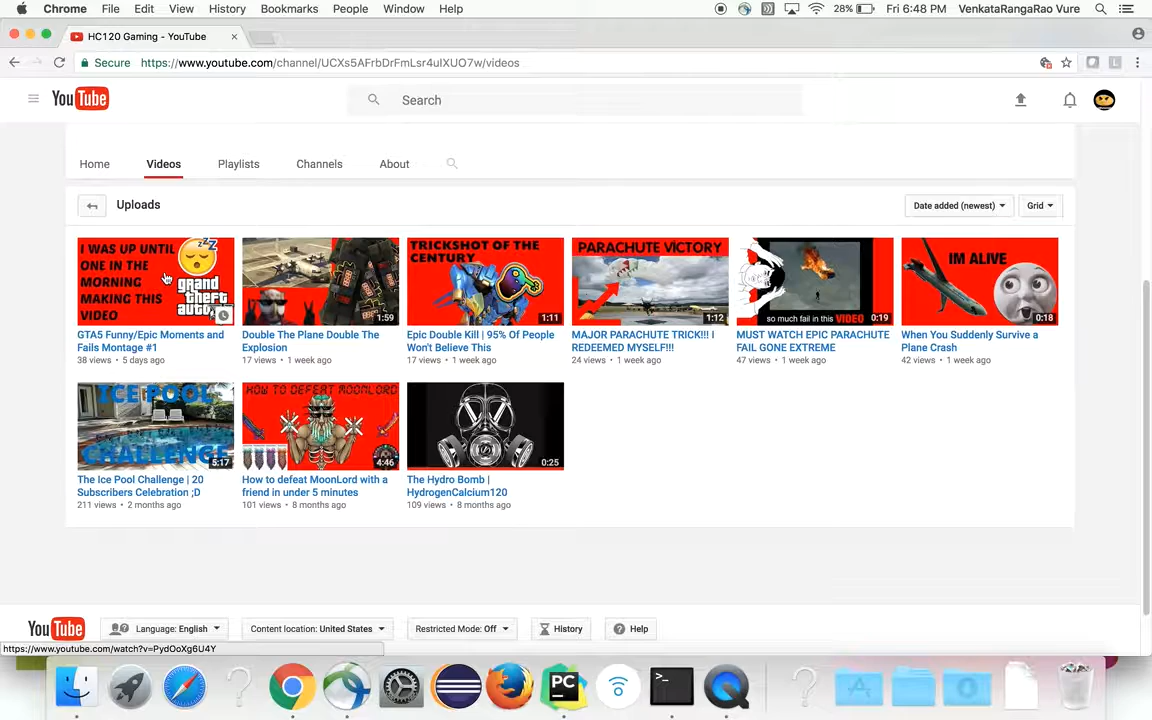 Chrome File Edit View History Bookmarks People Window Help 28% Fri 6:48 PM VenkataRangaRao Vure
HC120 Gaming - YouTube
Secure https://www.youtube.com/channel/UCXs5AFrbDrFmLsr4uIXUO7w/videos
YouTube Search
Home Videos Playlists Channels About
Uploads Date added (newest) Grid
I WAS UP UNTIL
ONE IN THE
MORNING
MAKING THIS
VIDEO
grand
theft
auto
GTA5 Funny/Epic Moments and
Fails Montage #1
38 views • 5 days ago
1:59
Double The Plane Double The
Explosion
17 views • 1 week ago
TRICKSHOT OF THE
CENTURY
1:11
Epic Double Kill | 95% Of People
Won't Believe This
17 views • 1 week ago
PARACHUTE VICTORY
1:12
MAJOR PARACHUTE TRICK!!! I
REDEEMED MYSELF!!!
24 views • 1 week ago
so much fail in this VIDEO 0:19
MUST WATCH EPIC PARACHUTE
FAIL GONE EXTREME
47 views • 1 week ago
IM ALIVE
0:18
When You Suddenly Survive a
Plane Crash
42 views • 1 week ago
ICE POOL
CHALLENGE
5:17
The Ice Pool Challenge | 20
Subscribers Celebration ;D
211 views • 2 months ago
HOW TO DEFEAT MOONLORD
4:46
How to defeat MoonLord with a
friend in under 5 minutes
101 views • 8 months ago
0:25
The Hydro Bomb |
HydrogenCalcium120
109 views • 8 months ago
YouTube Language: English Content location: United States Restricted Mode: Off History Help
https://www.youtube.com/watch?v=PydOoXg6U4Y
PC